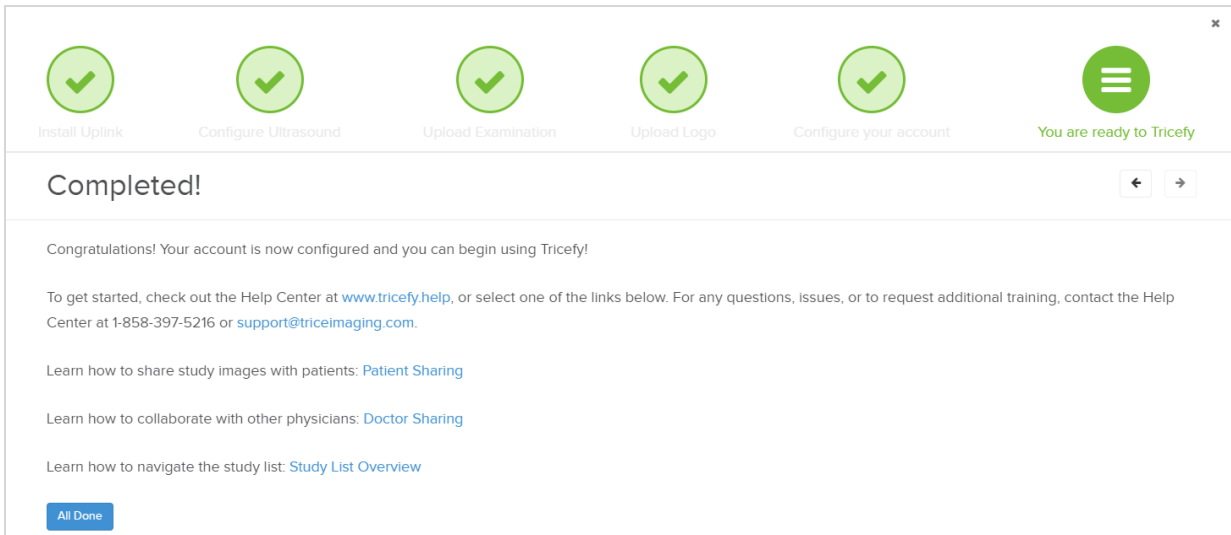 Install Uplink
Configure Ultrasound
Upload Examination
Upload Logo
Configure your account
You are ready to Tricefy
Completed!
Congratulations! Your account is now configured and you can begin using Tricefy!
To get started, check out the Help Center at www.tricefy.help, or select one of the links below. For any questions, issues, or to request additional training, contact the Help
Center at 1-858-397-5216 or support@triceimaging.com.
Learn how to share study images with patients: Patient Sharing
Learn how to collaborate with other physicians: Doctor Sharing
Learn how to navigate the study list: Study List Overview
All Done